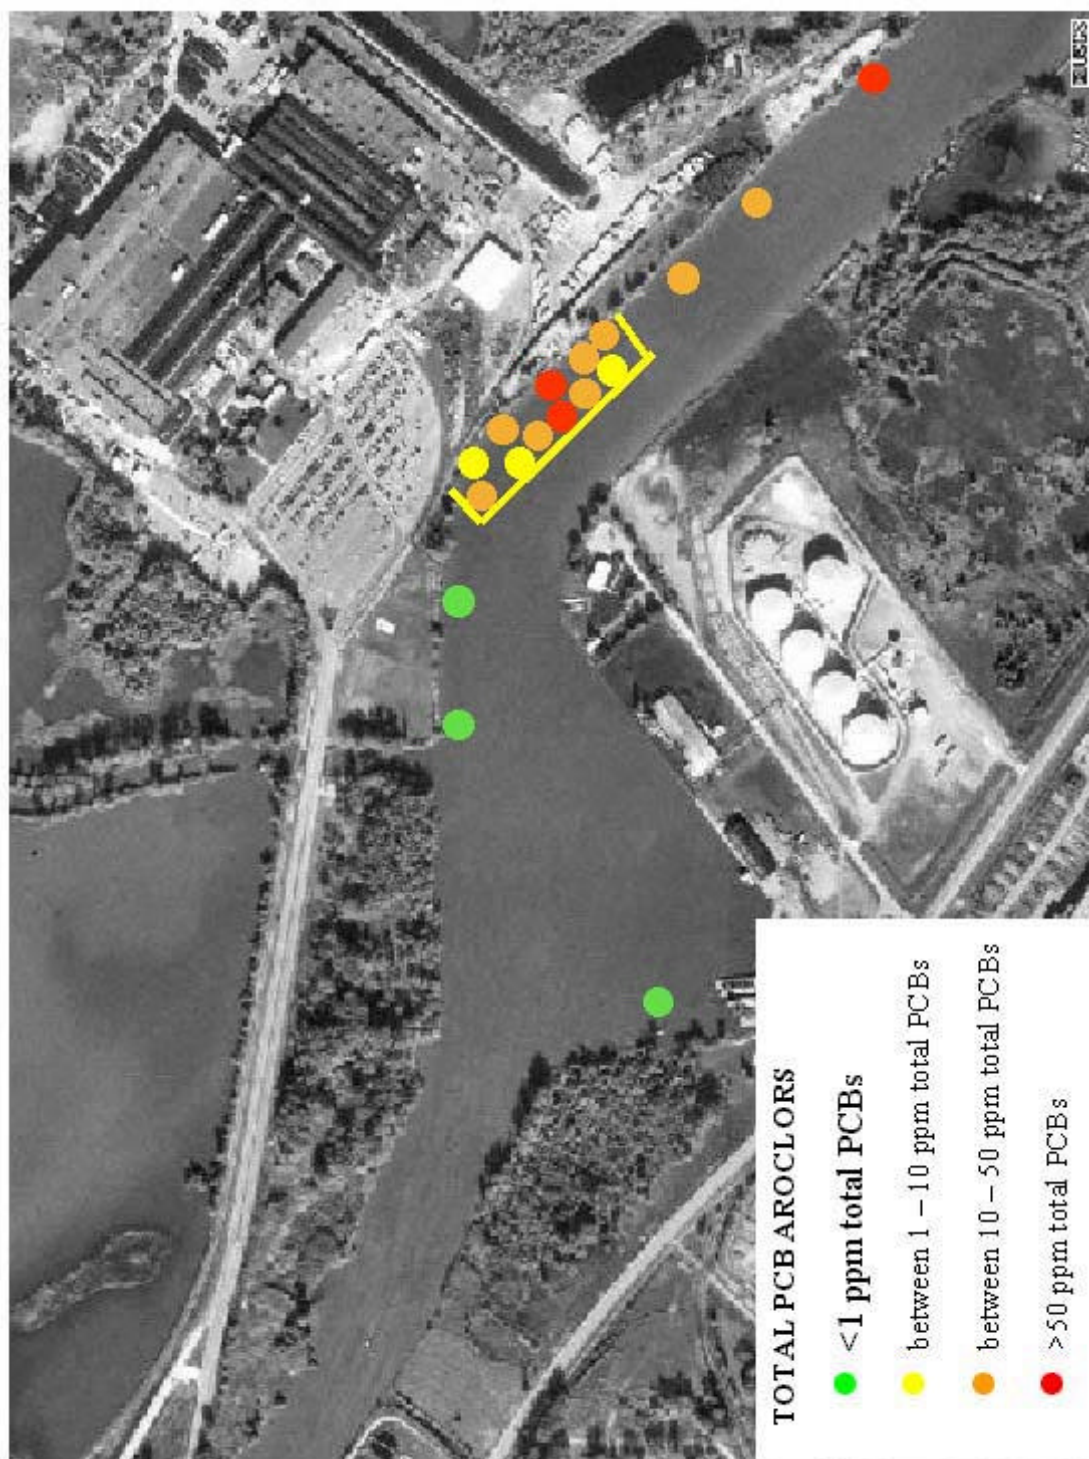 TOTAL PCB AROCLORS
<1 ppm total PCBs
between 1 – 10 ppm total PCBs
between 10 – 50 ppm total PCBs
>50 ppm total PCBs
USGS